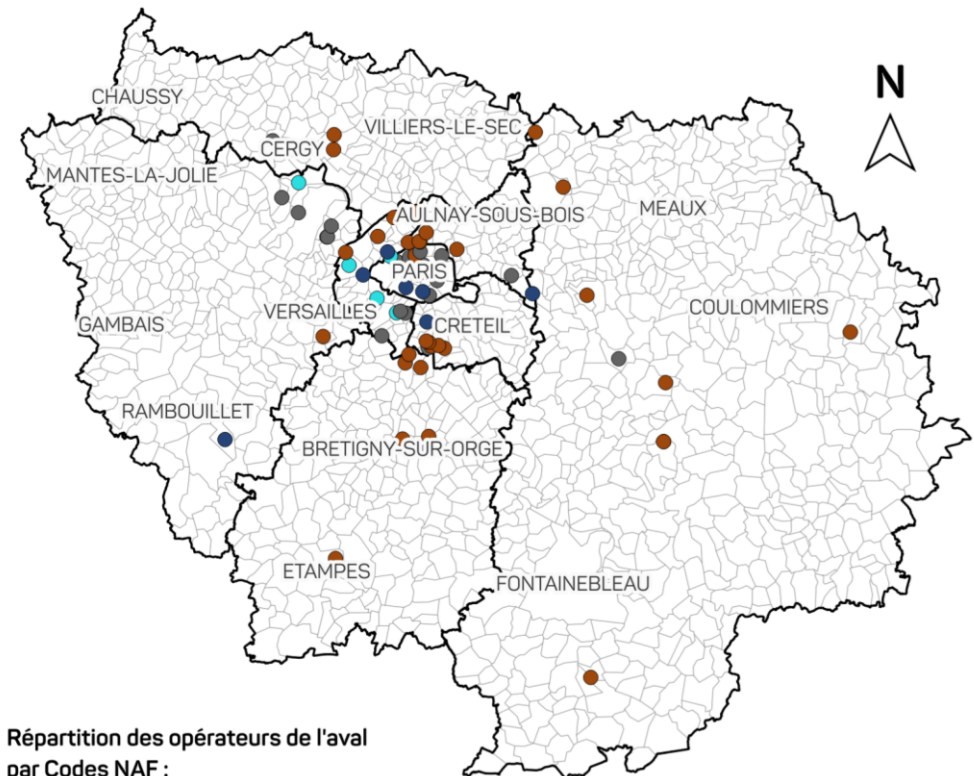 N
CHAUSSY
VILLIERS-LE-SEC
CERGY
MANTES-LA-JOLIE
AULNAY-SOUS-BOIS
MEAUX
PARIS
COULOMMIERS
VERSAILLES
CRETEIL
GAMBAIS
RAMBOUILLET
BRETIGNY-SUR-ORGE
ETAMPES
FONTAINEBLEAU
Répartition des opérateurs de l'aval
par Codes NAF :